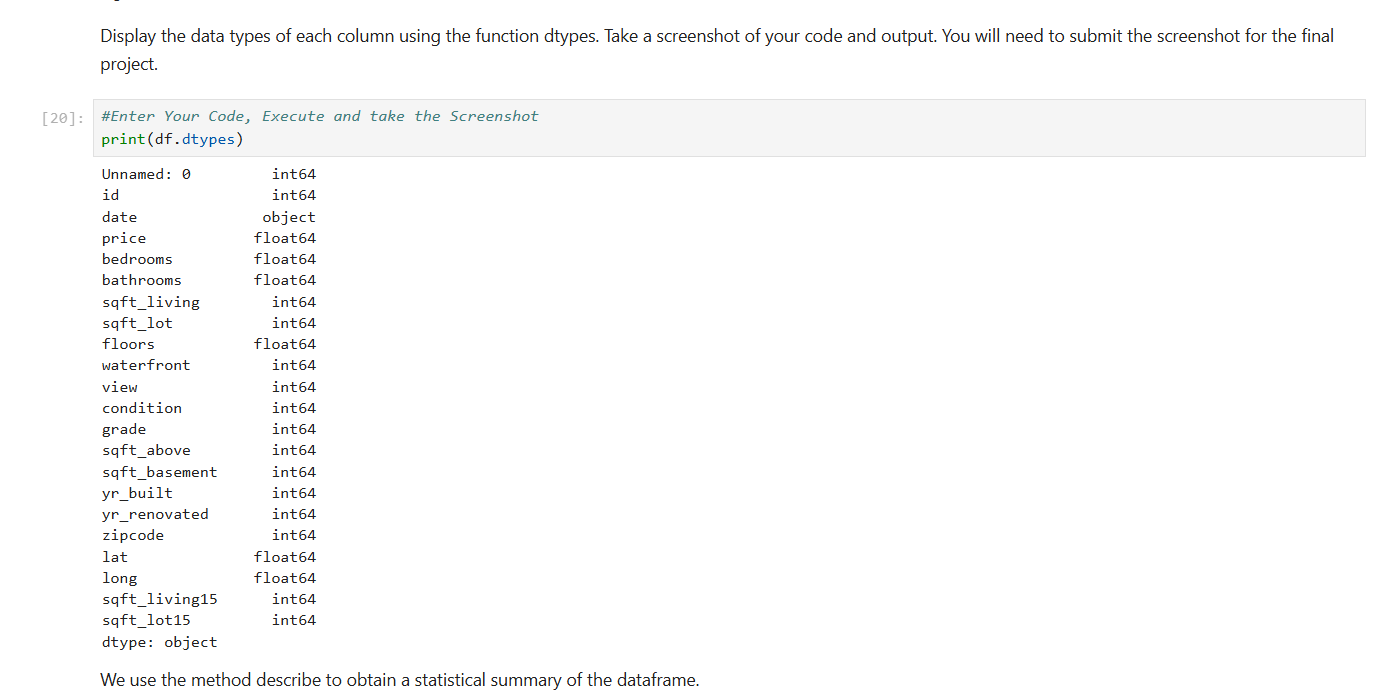 Display the data types of each column using the function dtypes. Take a screenshot of your code and output. You will need to submit the screenshot for the final
project.
[20]: #Enter Your Code, Execute and take the Screenshot
print(df.dtypes)
Unnamed: 0 int64
id int64
date object
price float64
bedrooms float64
bathrooms float64
sqft_living int64
sqft_lot int64
floors float64
waterfront int64
view int64
condition int64
grade int64
sqft_above int64
sqft_basement int64
yr_built int64
yr_renovated int64
zipcode int64
lat float64
long float64
sqft_living15 int64
sqft_lot15 int64
dtype: object
We use the method describe to obtain a statistical summary of the dataframe.